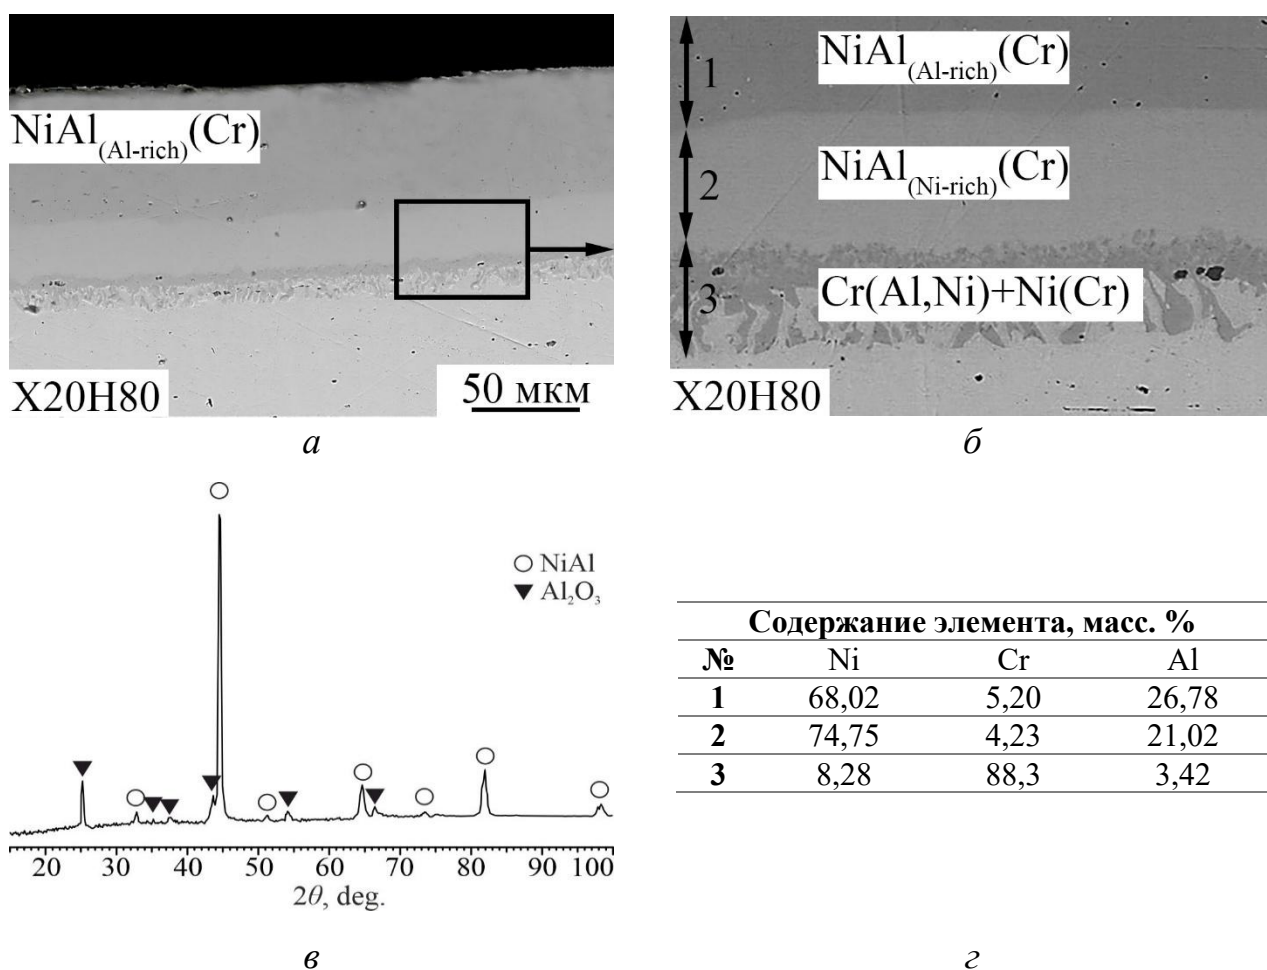 NiAl(Al-rich)(Cr)
X20H80
50 мкм
а
1
NiAl(Al-rich)(Cr)
2
NiAl(Ni-rich)(Cr)
3
Cr(Al,Ni)+Ni(Cr)
X20H80
б
NiAl
Al₂O₃
20 30 40 50 60 70 80 90 100
2θ, deg.
в
Содержание элемента, масс. %
№ Ni Cr Al
1 68,02 5,20 26,78
2 74,75 4,23 21,02
3 8,28 88,3 3,42
г